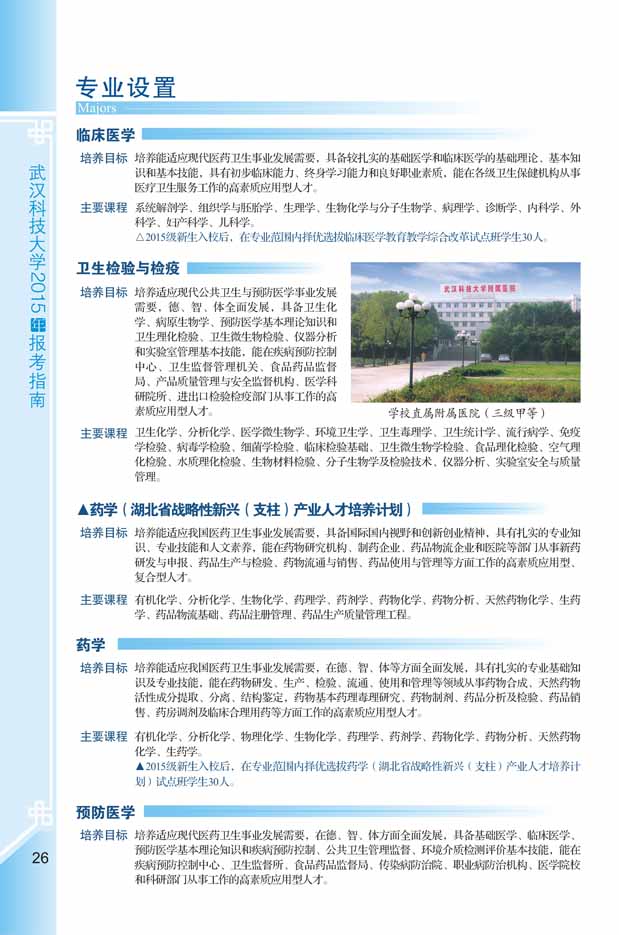 专业设置
Majors
临床医学
培养目标 培养能适应现代医药卫生事业发展需要，具备较扎实的基础医学和临床医学的基础理论、基本知
识和基本技能，具有初步临床能力、终身学习能力和良好职业素质，能在各级卫生保健机构从事
医疗卫生服务工作的高素质应用型人才。
主要课程 系统解剖学、组织学与胚胎学、生理学、生物化学与分子生物学、病理学、诊断学、内科学、外
科学、妇产科学、儿科学。
△2015级新生入校后，在专业范围内择优选拔临床医学教育教学综合改革试点班学生30人。
卫生检验与检疫
培养目标 培养适应现代公共卫生与预防医学事业发展
需要，德、智、体全面发展，具备卫生化
学、病原生物学、预防医学基本理论知识和
卫生理化检验、卫生微生物检验、仪器分析
和实验室管理基本技能，能在疾病预防控制
中心、卫生监督管理机关、食品药品监督
局、产品质量管理与安全监督机构、医学科
研院所、进出口检验检疫部门从事工作的高
素质应用型人才。
武汉科技大学附属医院
学校直属附属医院（三级甲等）
主要课程 卫生化学、分析化学、医学微生物学、环境卫生学、卫生毒理学、卫生统计学、流行病学、免疫
学检验、病毒学检验、细菌学检验、临床检验基础、卫生微生物学检验、食品理化检验、空气理
化检验、水质理化检验、生物材料检验、分子生物学及检验技术、仪器分析、实验室安全与质量
管理。
▲药学（湖北省战略性新兴（支柱）产业人才培养计划）
培养目标 培养能适应我国医药卫生事业发展需要，具备国际国内视野和创新创业精神，具有扎实的专业知
识、专业技能和人文素养，能在药物研究机构、制药企业、药品物流企业和医院等部门从事新药
研发与申报、药品生产与检验、药物流通与销售、药品使用与管理等方面工作的高素质应用型、
复合型人才。
主要课程 有机化学、分析化学、生物化学、药理学、药剂学、药物化学、药物分析、天然药物化学、生药
学、药品物流基础、药品注册管理、药品生产质量管理工程。
药学
培养目标 培养能适应我国医药卫生事业发展需要，在德、智、体等方面全面发展，具有扎实的专业基础知
识及专业技能，能在药物研发、生产、检验、流通、使用和管理等领域从事药物合成、天然药物
活性成分提取、分离、结构鉴定，药物基本药理毒理研究、药物制剂、药品分析及检验、药品销
售、药房调剂及临床合理用药等方面工作的高素质应用型人才。
主要课程 有机化学、分析化学、物理化学、生物化学、药理学、药剂学、药物化学、药物分析、天然药物
化学、生药学。
▲2015级新生入校后，在专业范围内择优选拔药学（湖北省战略性新兴（支柱）产业人才培养计
划）试点班学生30人。
预防医学
培养目标 培养适应现代医药卫生事业发展需要，在德、智、体方面全面发展，具备基础医学、临床医学、
预防医学基本理论知识和疾病预防控制、公共卫生管理监督、环境介质检测评价基本技能，能在
疾病预防控制中心、卫生监督所、食品药品监督局、传染病防治院、职业病防治机构、医学院校
和科研部门从事工作的高素质应用型人才。
武汉科技大学2015年报考指南
26